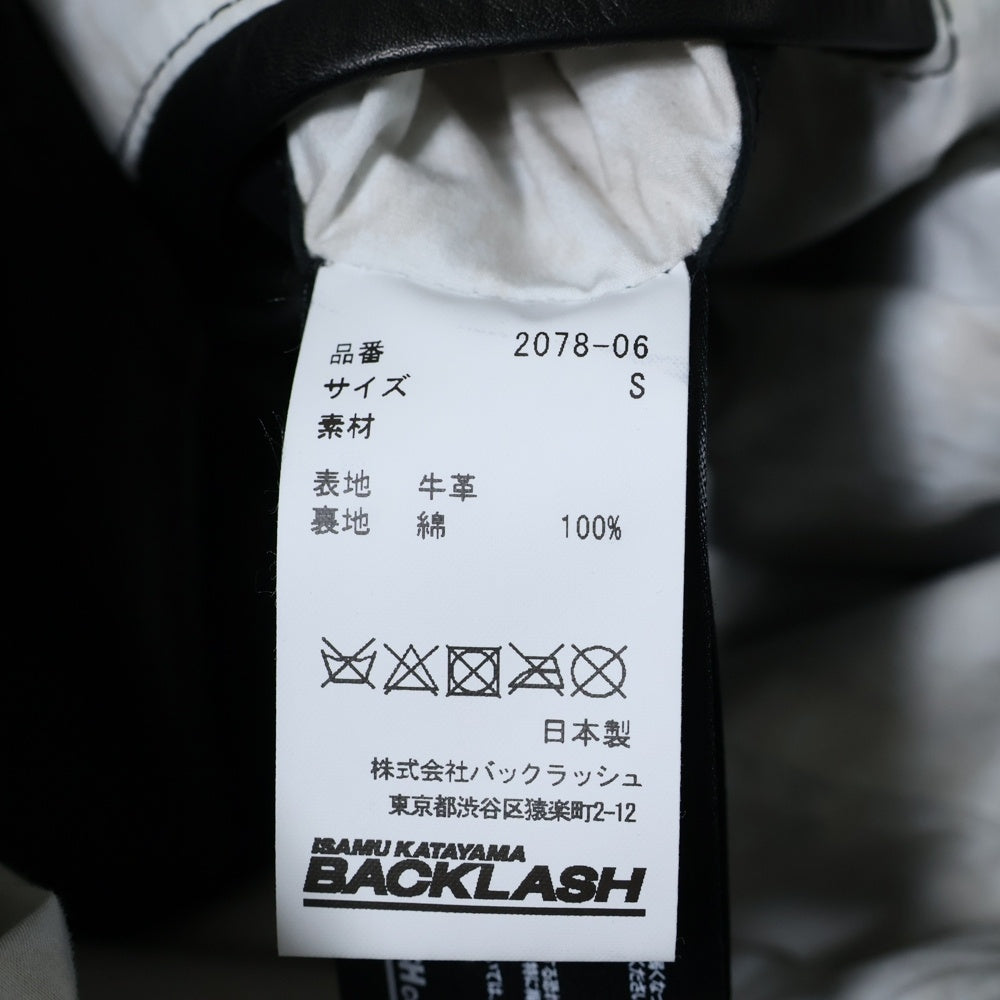 品番 2078-06
サイズ S
素材
表地 牛革
裏地 綿 100%
日本製
株式会社バックラッシュ
東京都渋谷区猿楽町2-12
ISAMU KATAYAMA
BACKLASH